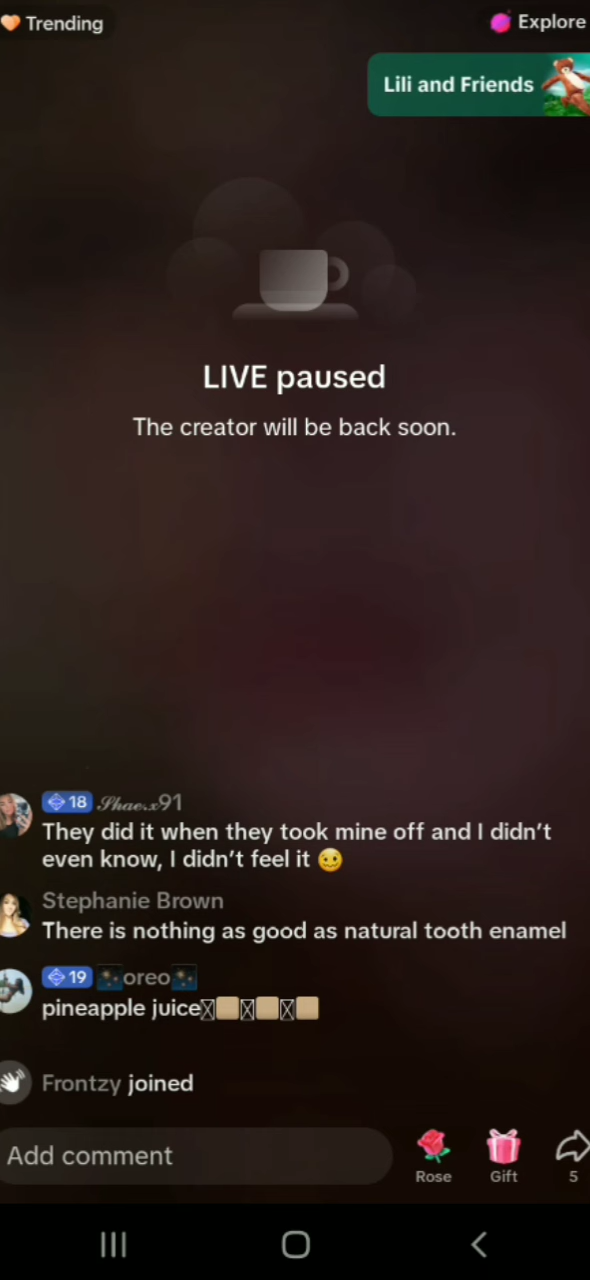 Trending
Explore
Lili and Friends
LIVE paused
The creator will be back soon.
18 𝒮𝒽𝒶𝑒.𝓍91
They did it when they took mine off and I didn't
even know, I didn't feel it 🥴
Stephanie Brown
There is nothing as good as natural tooth enamel
19 🌃oreo🌃
pineapple juice
Frontzy joined
Add comment
Rose
Gift
5